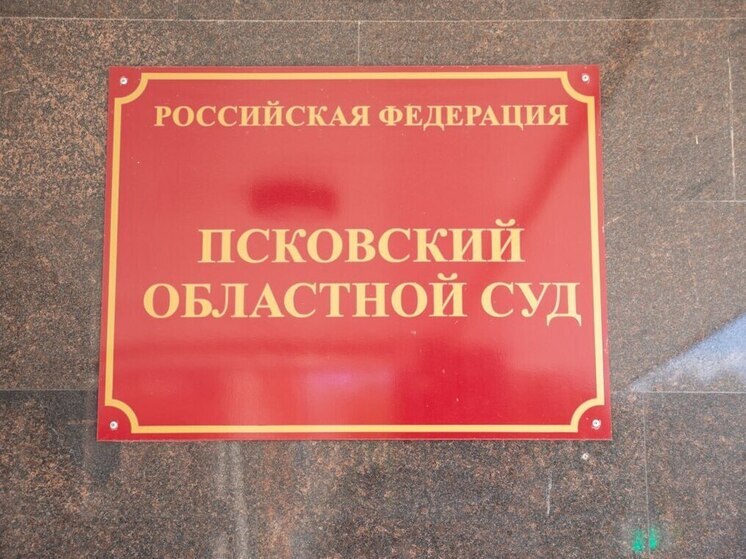 РОССИЙСКАЯ ФЕДЕРАЦИЯ
ПСКОВСКИЙ
ОБЛАСТНОЙ СУД